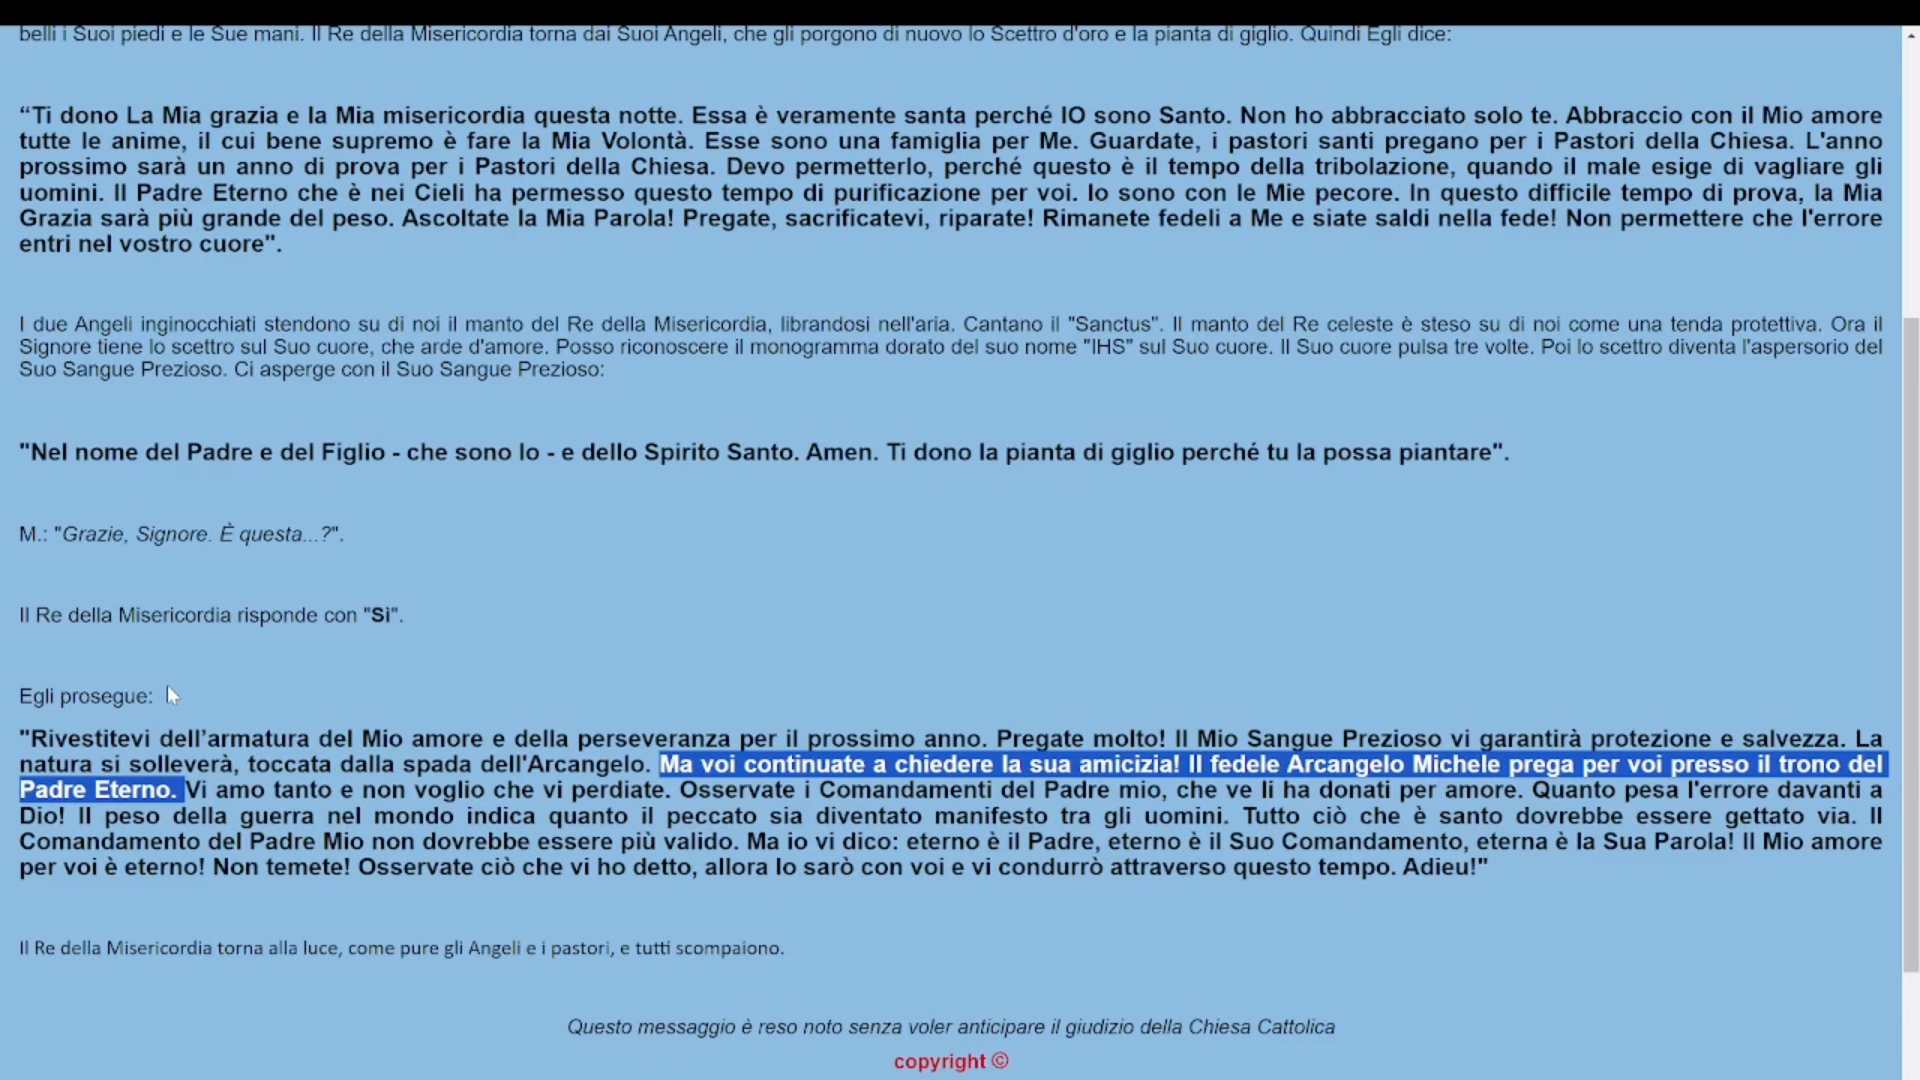 belli i Suoi piedi e le Sue mani. Il Re della Misericordia torna dai Suoi Angeli, che gli porgono di nuovo lo Scettro d'oro e la pianta di giglio. Quindi Egli dice:
“Ti dono La Mia grazia e la Mia misericordia questa notte. Essa è veramente santa perché IO sono Santo. Non ho abbracciato solo te. Abbraccio con il Mio amore
tutte le anime, il cui bene supremo è fare la Mia Volontà. Esse sono una famiglia per Me. Guardate, i pastori santi pregano per i Pastori della Chiesa. L'anno
prossimo sarà un anno di prova per i Pastori della Chiesa. Devo permetterlo, perché questo è il tempo della tribolazione, quando il male esige di vagliare gli
uomini. Il Padre Eterno che è nei Cieli ha permesso questo tempo di purificazione per voi. Io sono con le Mie pecore. In questo difficile tempo di prova, la Mia
Grazia sarà più grande del peso. Ascoltate la Mia Parola! Pregate, sacrificatevi, riparate! Rimanete fedeli a Me e siate saldi nella fede! Non permettere che l'errore
entri nel vostro cuore".
I due Angeli inginocchiati stendono su di noi il manto del Re della Misericordia, librandosi nell'aria. Cantano il "Sanctus". Il manto del Re celeste è steso su di noi come una tenda protettiva. Ora il
Signore tiene lo scettro sul Suo cuore, che arde d'amore. Posso riconoscere il monogramma dorato del suo nome "IHS" sul Suo cuore. Il Suo cuore pulsa tre volte. Poi lo scettro diventa l'aspersorio del
Suo Sangue Prezioso. Ci asperge con il Suo Sangue Prezioso:
"Nel nome del Padre e del Figlio - che sono Io - e dello Spirito Santo. Amen. Ti dono la pianta di giglio perché tu la possa piantare".
M.: "Grazie, Signore. È questa...?".
Il Re della Misericordia risponde con "Sì".
Egli prosegue:
"Rivestitevi dell’armatura del Mio amore e della perseveranza per il prossimo anno. Pregate molto! Il Mio Sangue Prezioso vi garantirà protezione e salvezza. La
natura si solleverà, toccata dalla spada dell'Arcangelo. Ma voi continuate a chiedere la sua amicizia! Il fedele Arcangelo Michele prega per voi presso il trono del
Padre Eterno. Vi amo tanto e non voglio che vi perdiate. Osservate i Comandamenti del Padre mio, che ve li ha donati per amore. Quanto pesa l'errore davanti a
Dio! Il peso della guerra nel mondo indica quanto il peccato sia diventato manifesto tra gli uomini. Tutto ciò che è santo dovrebbe essere gettato via. Il
Comandamento del Padre Mio non dovrebbe essere più valido. Ma io vi dico: eterno è il Padre, eterno è il Suo Comandamento, eterna è la Sua Parola! Il Mio amore
per voi è eterno! Non temete! Osservate ciò che vi ho detto, allora Io sarò con voi e vi condurrò attraverso questo tempo. Adieu!"
Il Re della Misericordia torna alla luce, come pure gli Angeli e i pastori, e tutti scompaiono.
Questo messaggio è reso noto senza voler anticipare il giudizio della Chiesa Cattolica
copyright ©